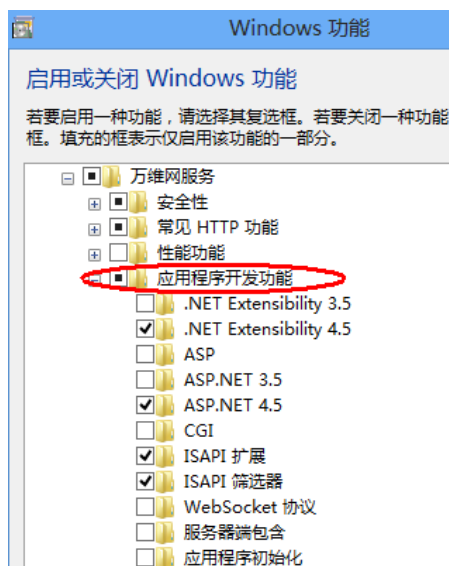 Windows 功能
启用或关闭 Windows 功能
若要启用一种功能，请选择其复选框。若要关闭一种功能
框。填充的框表示仅启用该功能的一部分。
万维网服务
安全性
常见 HTTP 功能
性能功能
应用程序开发功能
.NET Extensibility 3.5
.NET Extensibility 4.5
ASP
ASP.NET 3.5
ASP.NET 4.5
CGI
ISAPI 扩展
ISAPI 筛选器
WebSocket 协议
服务器端包含
应用程序初始化